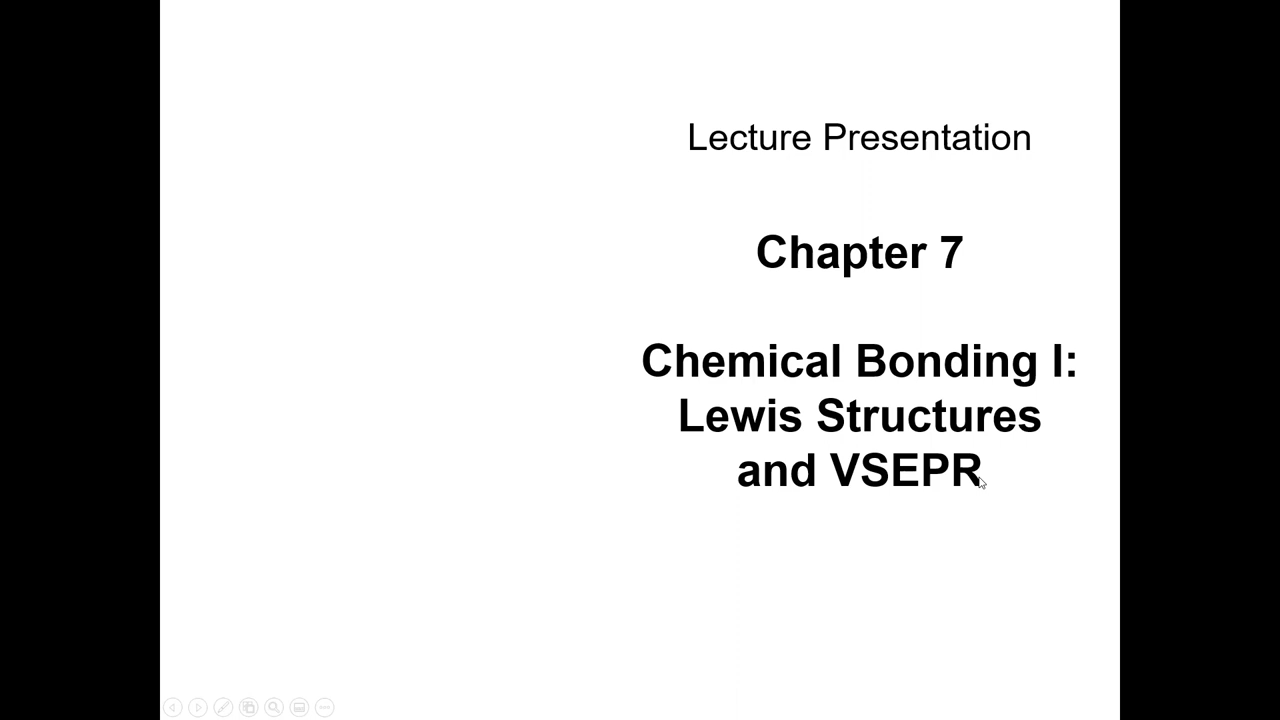 Lecture Presentation
Chapter 7
Chemical Bonding I:
Lewis Structures
and VSEPR